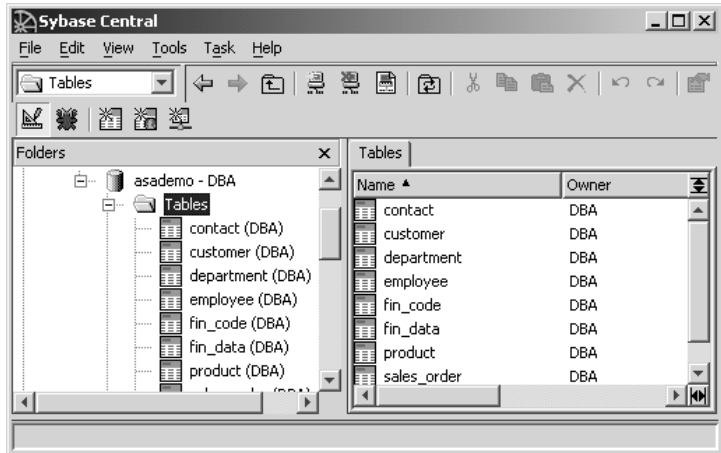 Sybase Central
File Edit View Tools Task Help
Tables
Folders
asademo - DBA
Tables
contact (DBA)
customer (DBA)
department (DBA)
employee (DBA)
fin_code (DBA)
fin_data (DBA)
product (DBA)
Tables
Name Owner
contact DBA
customer DBA
department DBA
employee DBA
fin_code DBA
fin_data DBA
product DBA
sales_order DBA